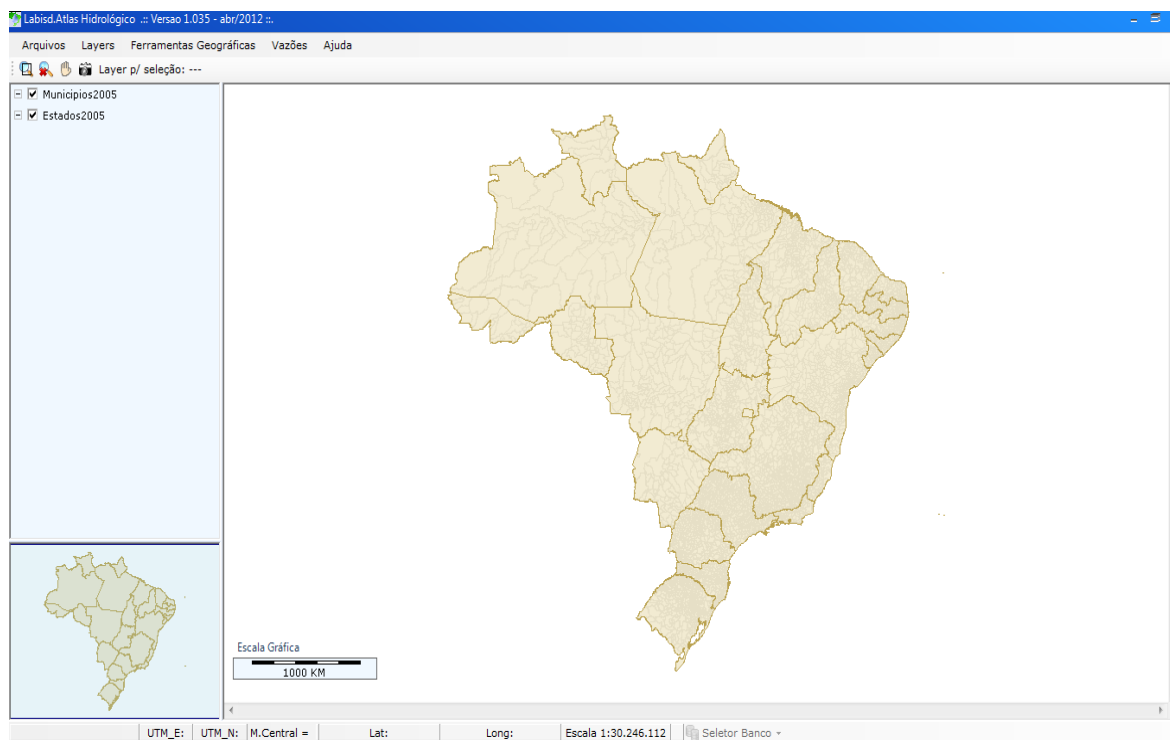 Labisd.Atlas Hidrológico .:: Versao 1.035 - abr/2012 ::.
Arquivos Layers Ferramentas Geográficas Vazões Ajuda
Layer p/ seleção: ---
Municipios2005
Estados2005
Escala Gráfica
1000 KM
UTM_E: UTM_N: M.Central = Lat: Long: Escala 1:30.246.112 Seletor Banco